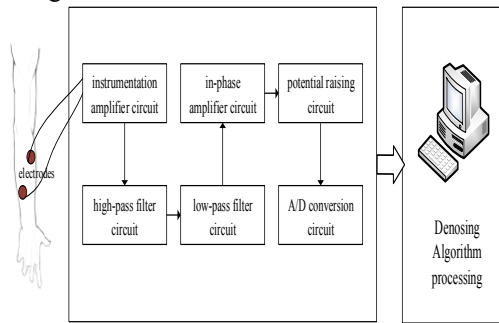 instrumentation
amplifier circuit
in-phase
amplifier circuit
potential raising
circuit
electrodes
high-pass filter
circuit
low-pass filter
circuit
A/D conversion
circuit
Denosing
Algorithm
processing